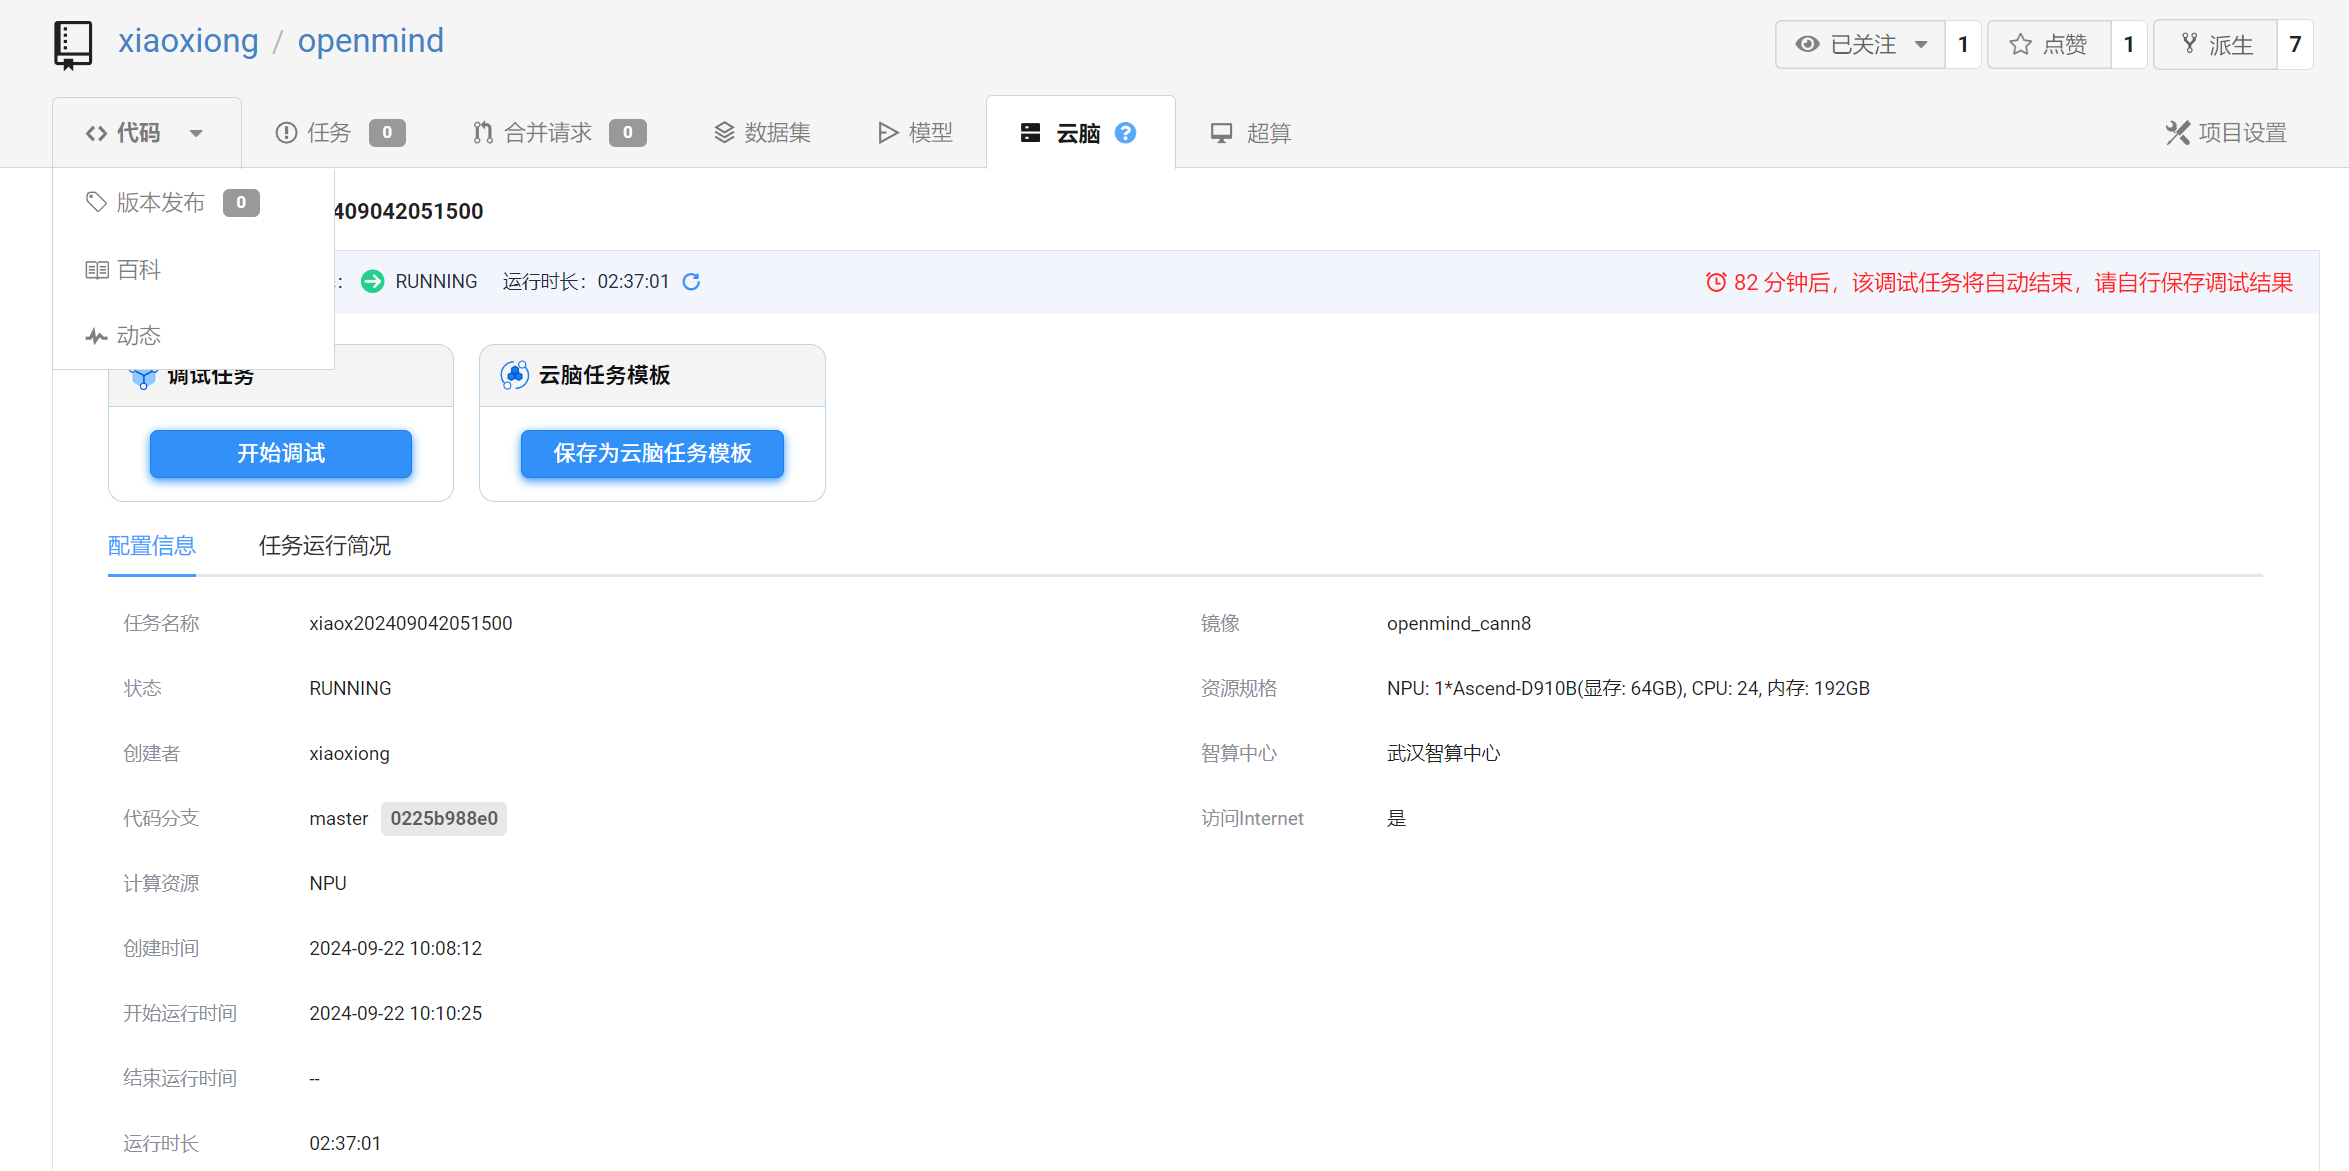 xiaoxiong / openmind
已关注 1 点赞 1 派生 7
代码 任务 0 合并请求 0 数据集 模型 云脑 ? 超算 项目设置
版本发布 0
409042051500
百科
: RUNNING 运行时长: 02:37:01
82 分钟后，该调试任务将自动结束，请自行保存调试结果
动态
调试任务
云脑任务模板
开始调试
保存为云脑任务模板
配置信息 任务运行简况
任务名称 xiaox202409042051500
镜像 openmind_cann8
状态 RUNNING
资源规格 NPU: 1*Ascend-D910B(显存: 64GB), CPU: 24, 内存: 192GB
创建者 xiaoxiong
智算中心 武汉智算中心
代码分支 master 0225b988e0
访问Internet 是
计算资源 NPU
创建时间 2024-09-22 10:08:12
开始运行时间 2024-09-22 10:10:25
结束运行时间 --
运行时长 02:37:01